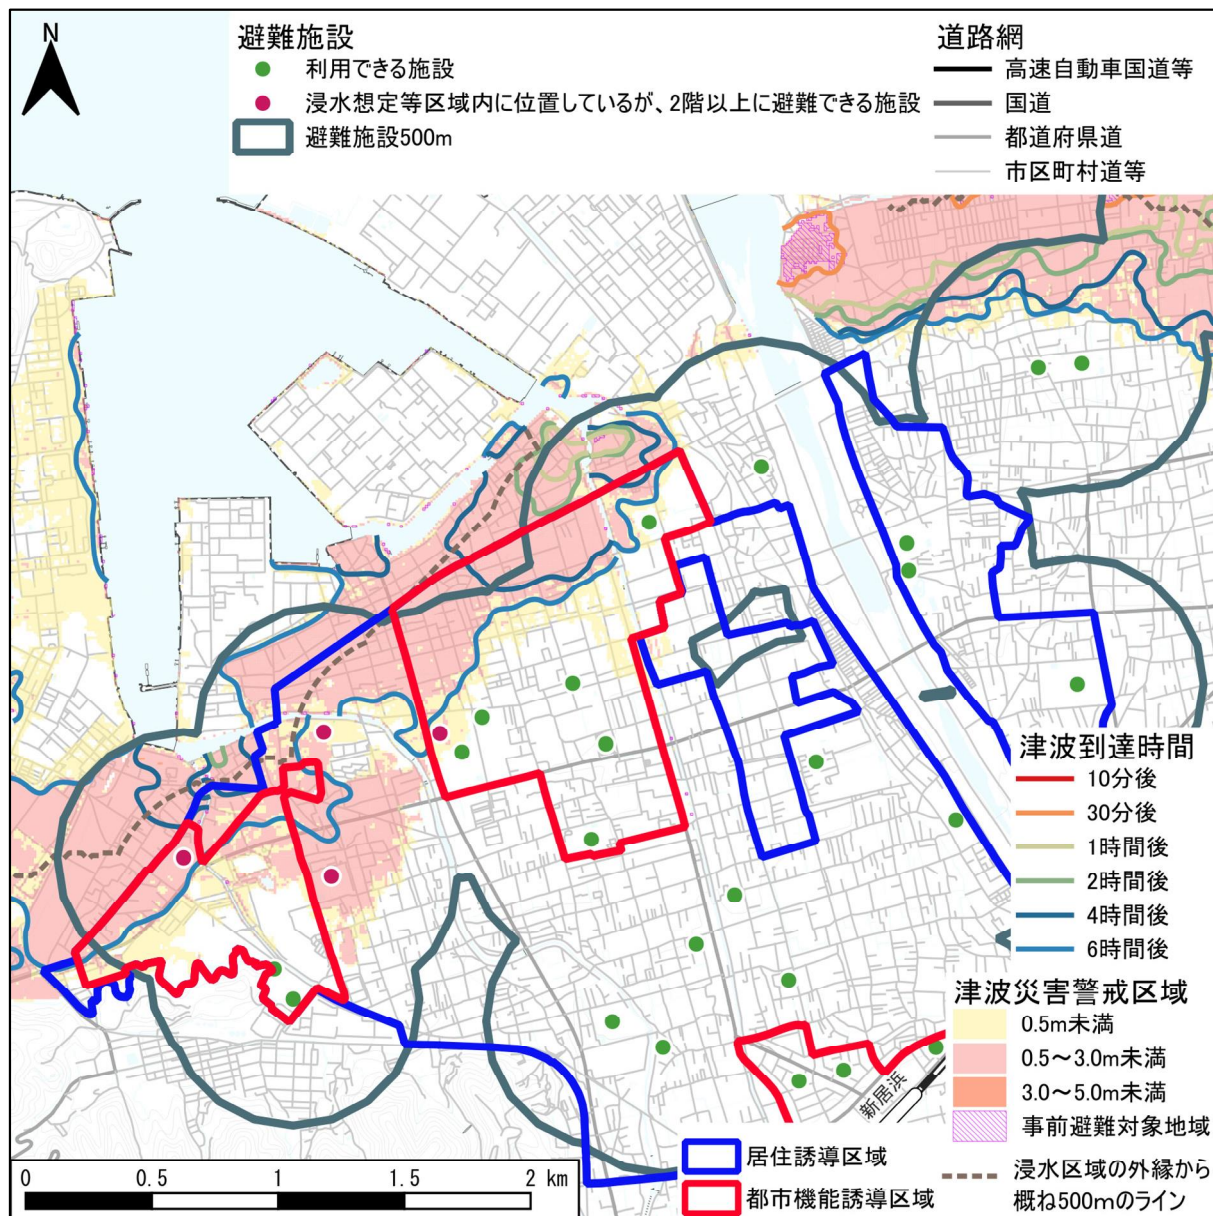 N
避難施設
利用できる施設
浸水想定等区域内に位置しているが、2階以上に避難できる施設
避難施設500m
道路網
高速自動車国道等
国道
都道府県道
市区町村道等
津波到達時間
10分後
30分後
1時間後
2時間後
4時間後
6時間後
津波災害警戒区域
0.5m未満
0.5～3.0m未満
3.0～5.0m未満
事前避難対象地域
浸水区域の外縁から
概ね500mのライン
新居浜
居住誘導区域
都市機能誘導区域
0 0.5 1 1.5 2 km